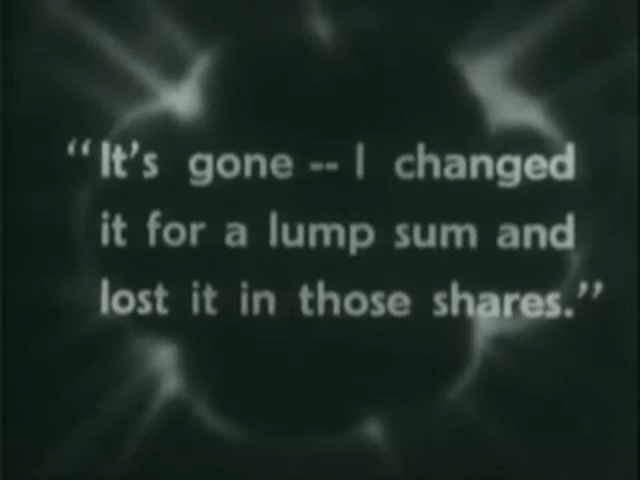 “It's gone -- I changed
it for a lump sum and
lost it in those shares.”